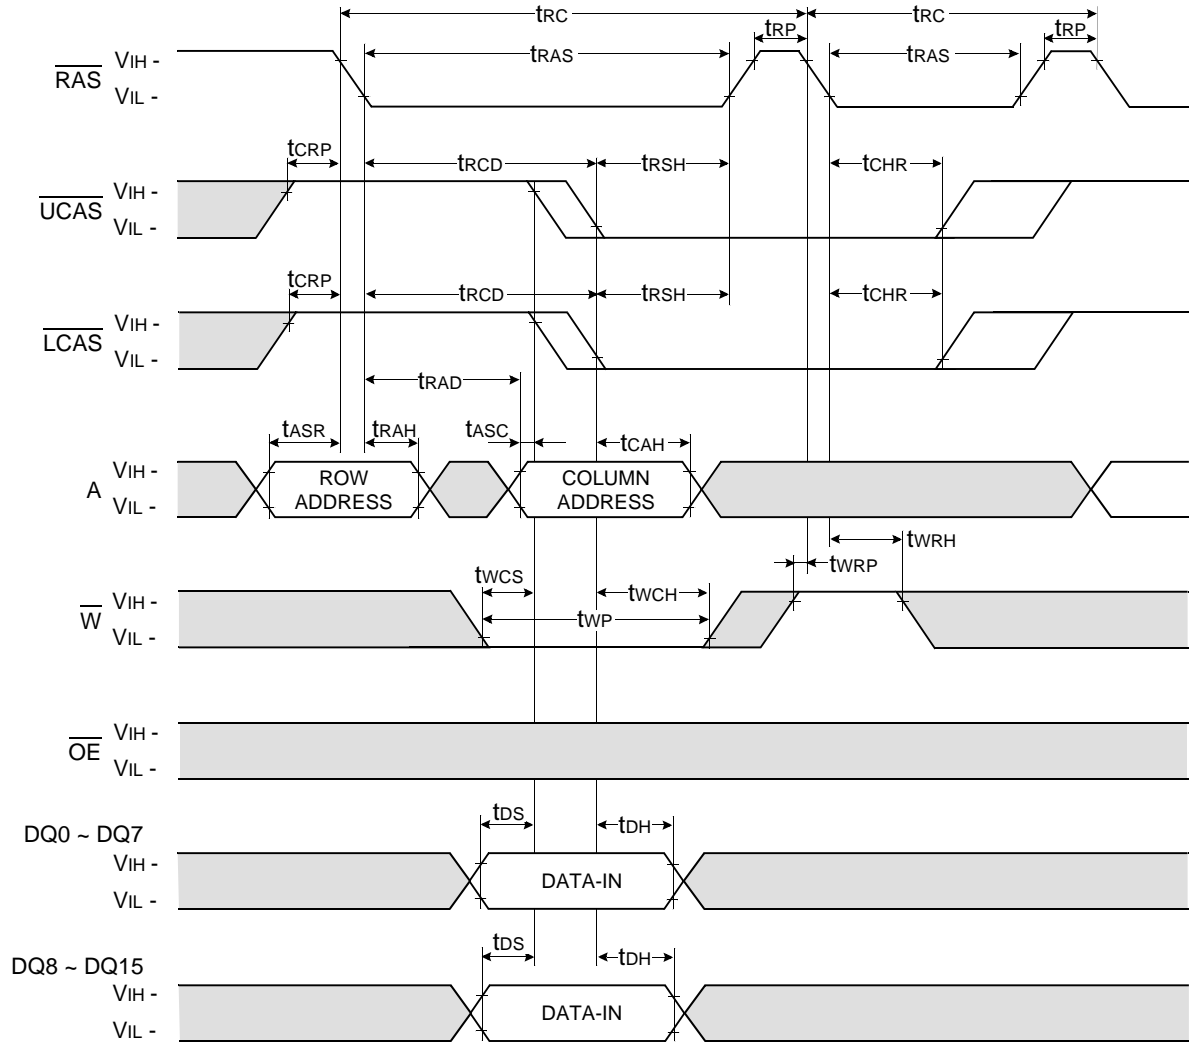 tRC tRC
tRP tRP
tRAS tRAS
RAS VIH -
VIL -
tCRP tRCD tRSH tCHR
UCAS VIH -
VIL -
tCRP tRCD tRSH tCHR
LCAS VIH -
VIL -
tRAD
tASR tRAH tASC tCAH
A VIH -
VIL -
ROW
ADDRESS
COLUMN
ADDRESS
tWRH
tWRP
tWCS tWCH
tWP
W VIH -
VIL -
OE VIH -
VIL -
tDS tDH
DQ0 ~ DQ7
VIH -
VIL -
DATA-IN
tDS tDH
DQ8 ~ DQ15
VIH -
VIL -
DATA-IN